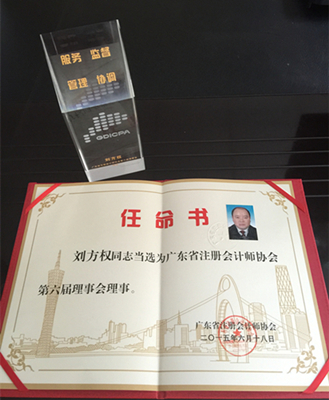 服务 监督
管理 协调
GDICPA
任命书
刘方权同志当选为广东省注册会计师协会
第六届理事会理事。
广东省注册会计师协会
二〇一五年六月十八日